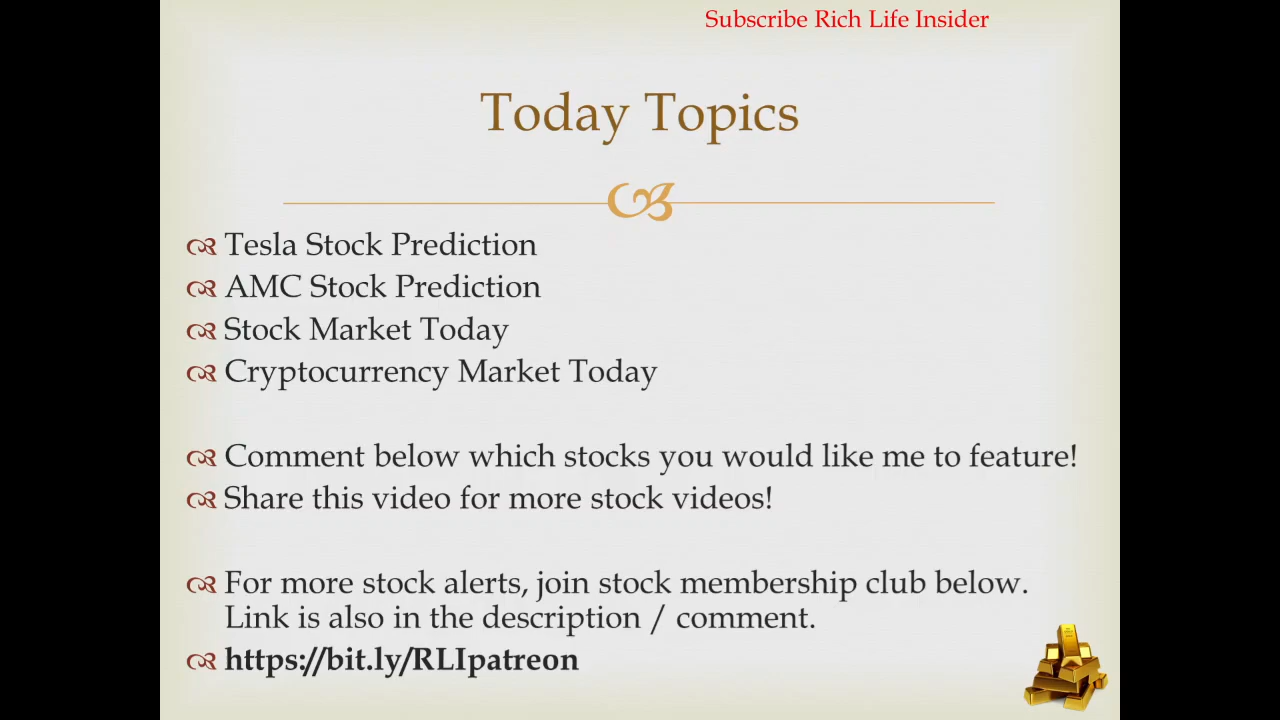 Subscribe Rich Life Insider
Today Topics
Tesla Stock Prediction
AMC Stock Prediction
Stock Market Today
Cryptocurrency Market Today
Comment below which stocks you would like me to feature!
Share this video for more stock videos!
For more stock alerts, join stock membership club below.
Link is also in the description / comment.
https://bit.ly/RLIpatreon